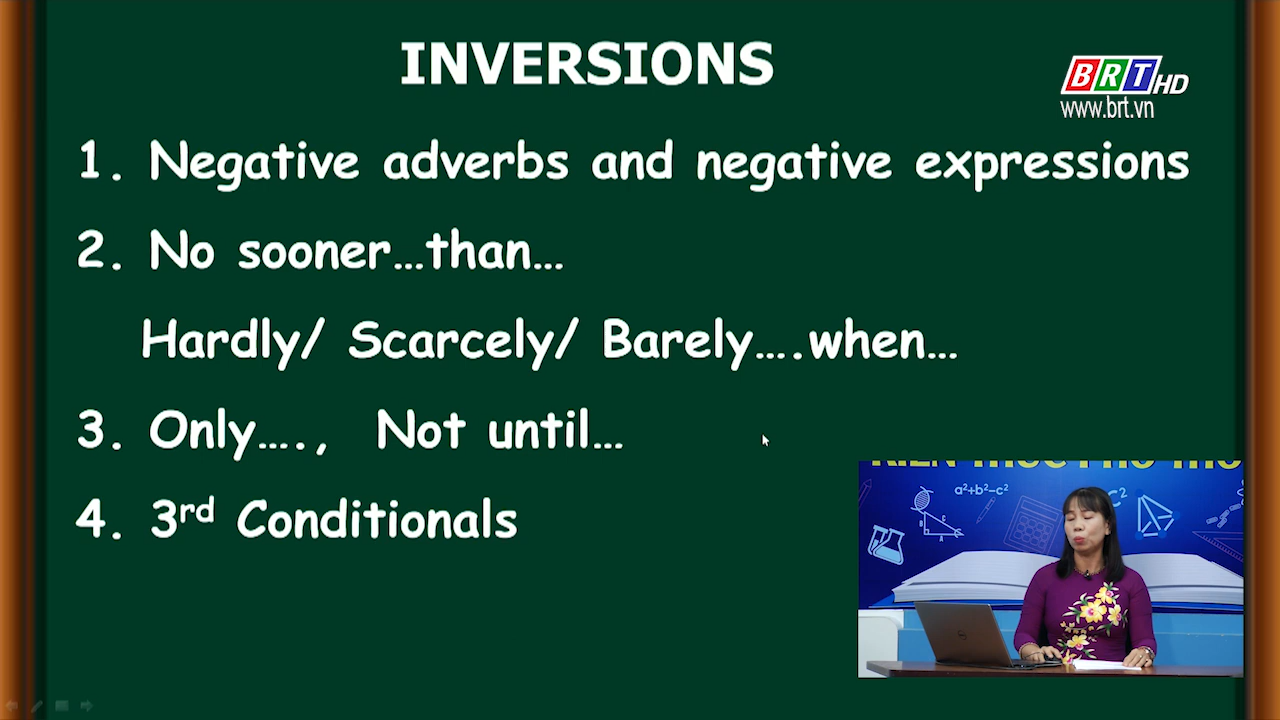 INVERSIONS
BRT HD
www.brt.vn
1. Negative adverbs and negative expressions
2. No sooner…than…
Hardly/ Scarcely/ Barely….when…
3. Only…., Not until…
4. 3rd Conditionals
a²+b²-c²
C²
B
C
A